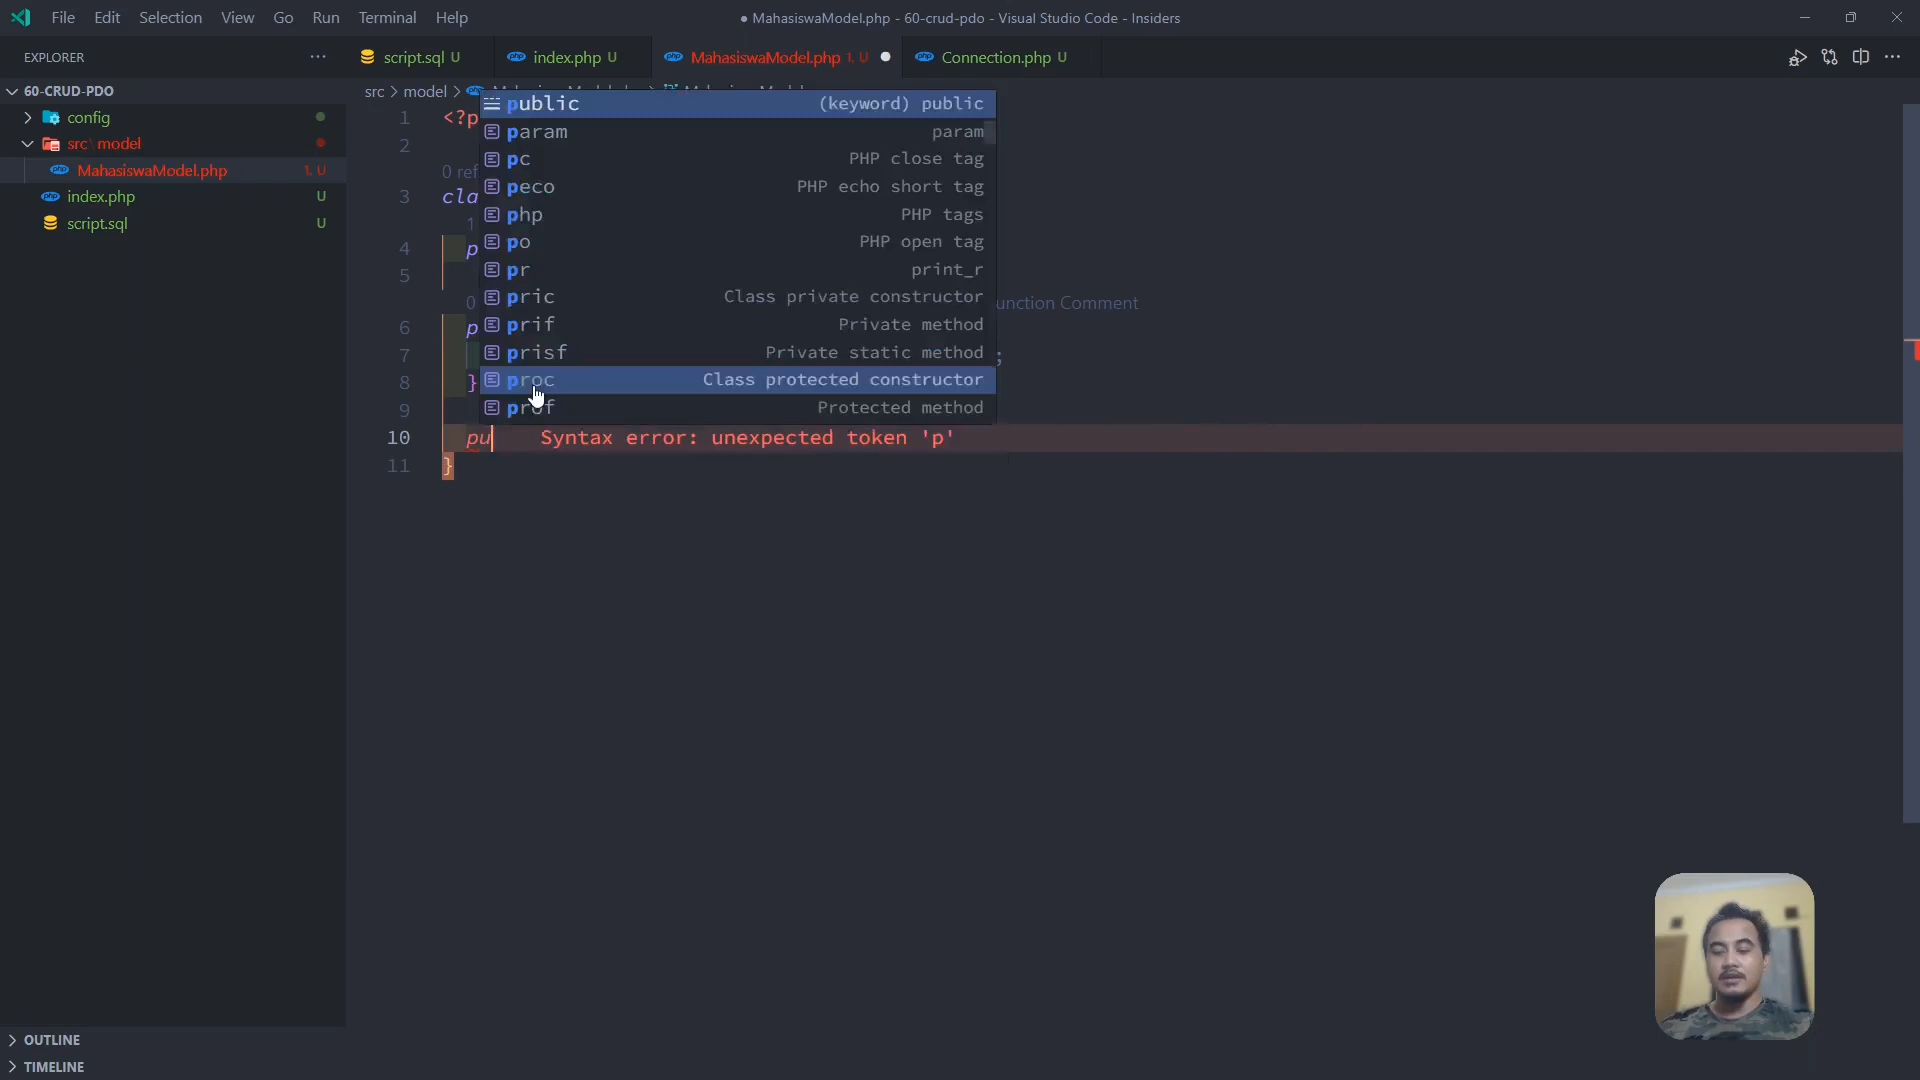 File Edit Selection View Go Run Terminal Help
● MahasiswaModel.php - 60-crud-pdo - Visual Studio Code - Insiders
EXPLORER
script.sql U
index.php U
MahasiswaModel.php 1, U
Connection.php U
60-CRUD-PDO
config
src\model
MahasiswaModel.php 1, U
index.php U
script.sql U
OUTLINE
TIMELINE
src > model >
1 <?p
2
0 ref
3 cla
1
4 p
5
0
unction Comment
6 p
7 ;
8 }
9
10 pu Syntax error: unexpected token 'p'
11 }
public (keyword) public
param param
pc PHP close tag
peco PHP echo short tag
php PHP tags
po PHP open tag
pr print_r
pric Class private constructor
prif Private method
prisf Private static method
proc Class protected constructor
prof Protected method